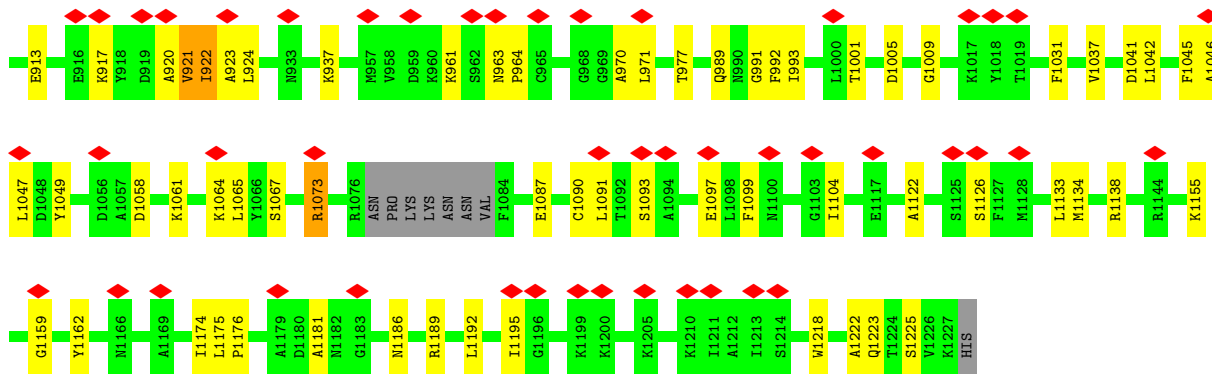 E913 E916 K917 Y918 D919 A920 V921 I922 A923 L924 N933 K937 M957 V958 D959 K960 K961 S962 N963 P964 C965 G968 G969 A970 L971 T977 Q989 N990 G991 F992 I993 L1000 T1001 D1005 G1009 K1017 Y1018 T1019 F1031 V1037 D1041 L1042 F1045 A1046
L1047 D1048 Y1049 D1056 A1057 D1058 K1061 K1064 L1065 Y1066 S1067 R1073 R1076 ASN PRO LYS LYS ASN ASN VAL F1084 E1087 C1090 L1091 T1092 S1093 A1094 E1097 L1098 F1099 N1100 G1103 I1104 E1117 A1122 S1125 S1126 F1127 M1128 L1133 M1134 R1138 R1144 K1155
G1159 Y1162 N1166 A1169 I1174 L1175 P1176 A1179 D1180 A1181 N1182 G1183 N1186 R1189 L1192 I1195 G1196 K1199 K1200 K1205 K1210 I1211 A1212 I1213 S1214 W1218 A1222 Q1223 T1224 S1225 V1226 K1227 HIS